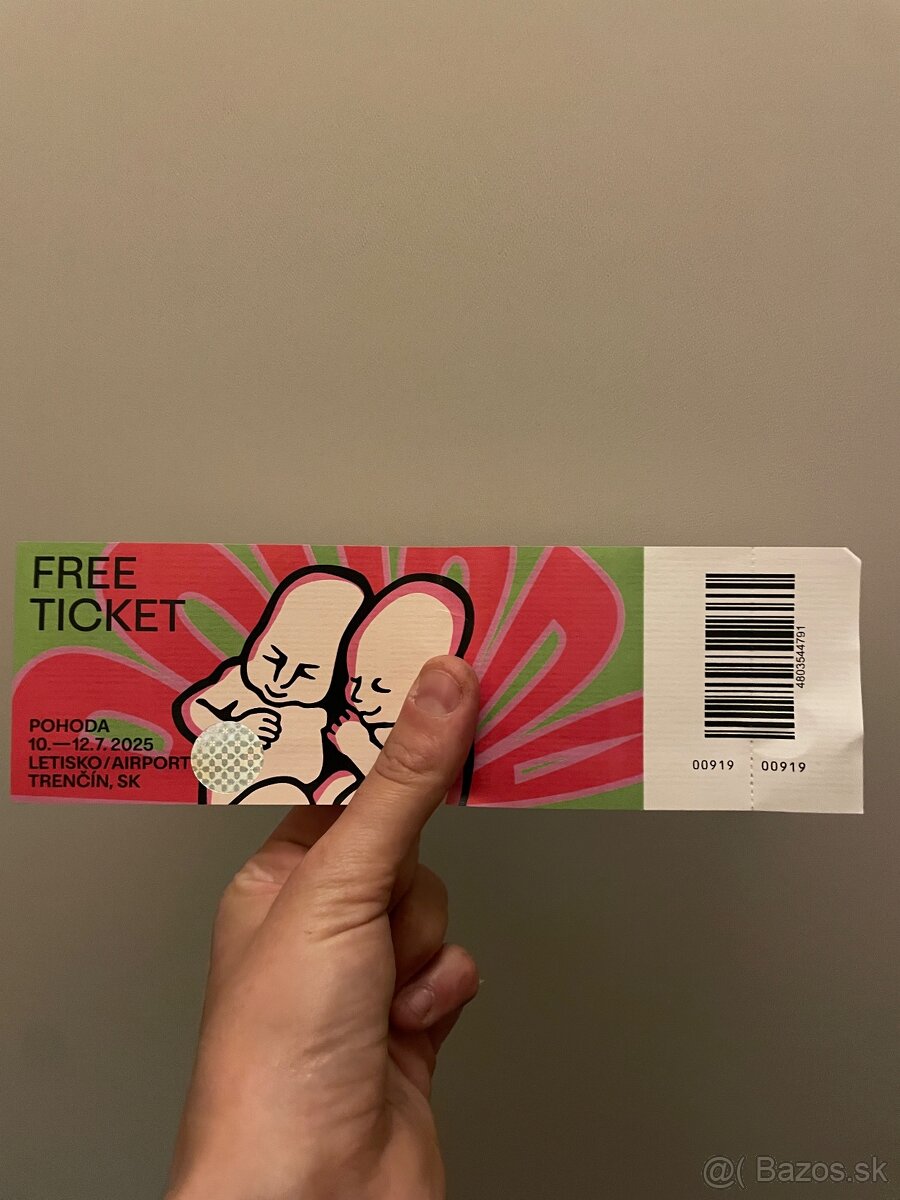 FREE
TICKET
POHODA
10.—12.7.2025
LETISKO/AIRPORT
TRENČÍN, SK
4803544791
00919 00919
@( Bazos.sk